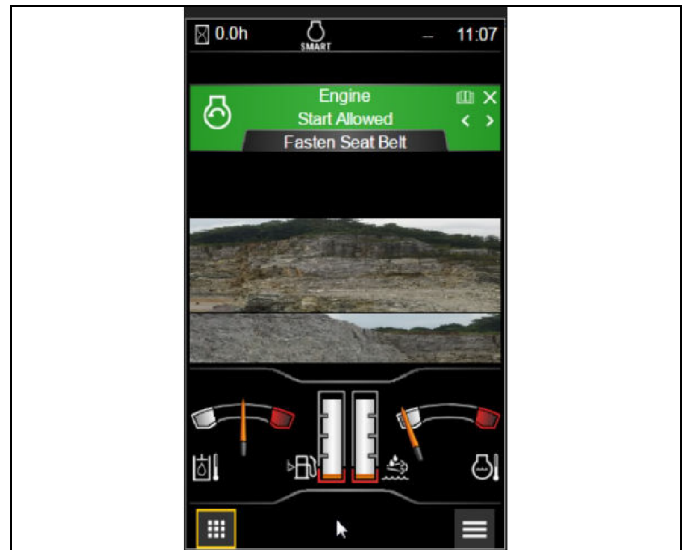 0.0h
SMART
11:07
Engine
Start Allowed
Fasten Seat Belt